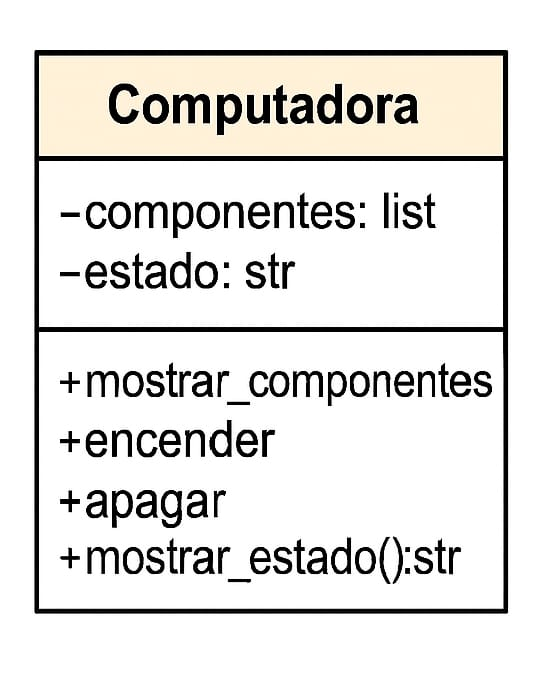 Computadora
–componentes: list
–estado: str
+mostrar_componentes
+encender
+apagar
+mostrar_estado():str